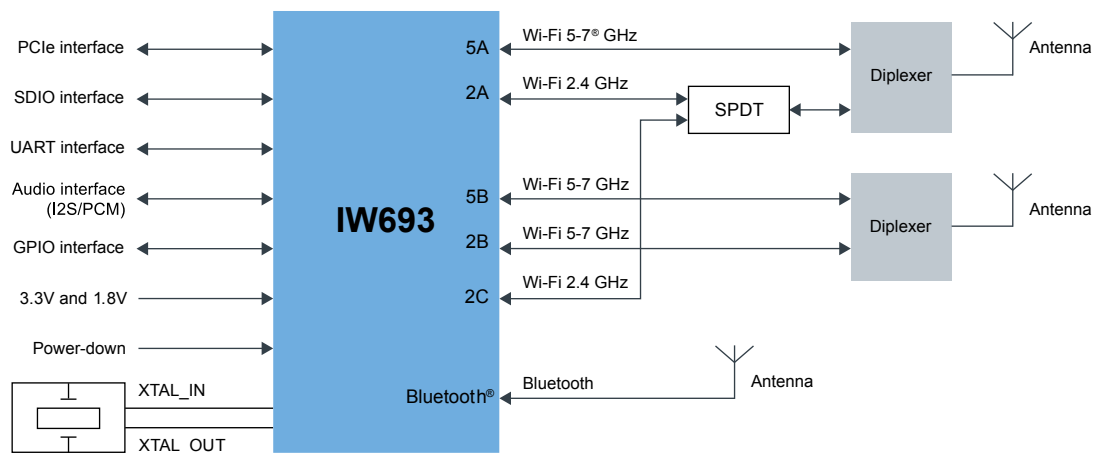 PCIe interface
SDIO interface
UART interface
Audio interface
(I2S/PCM)
GPIO interface
3.3V and 1.8V
Power-down
XTAL_IN
XTAL_OUT
IW693
5A
2A
5B
2B
2C
Bluetooth®
Wi-Fi 5-7® GHz
Wi-Fi 2.4 GHz
SPDT
Wi-Fi 5-7 GHz
Wi-Fi 5-7 GHz
Wi-Fi 2.4 GHz
Bluetooth
Diplexer
Antenna
Diplexer
Antenna
Antenna